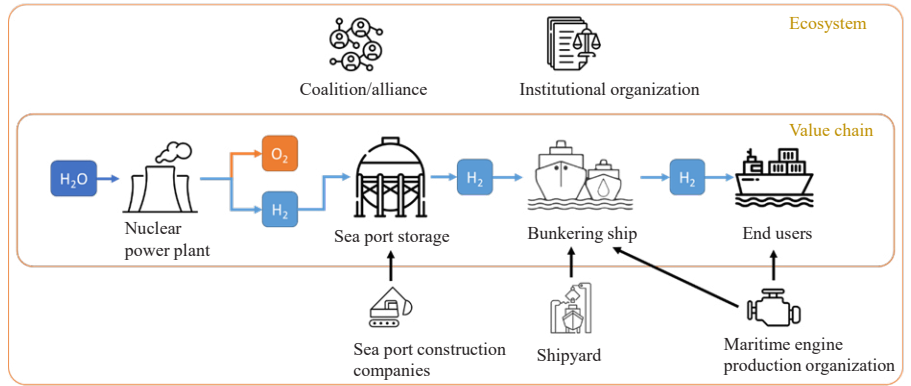 Ecosystem
Coalition/alliance
Institutional organization
Value chain
H₂O
O₂
H₂
H₂
H₂
Nuclear
power plant
Sea port storage
Bunkering ship
End users
Sea port construction
companies
Shipyard
Maritime engine
production organization